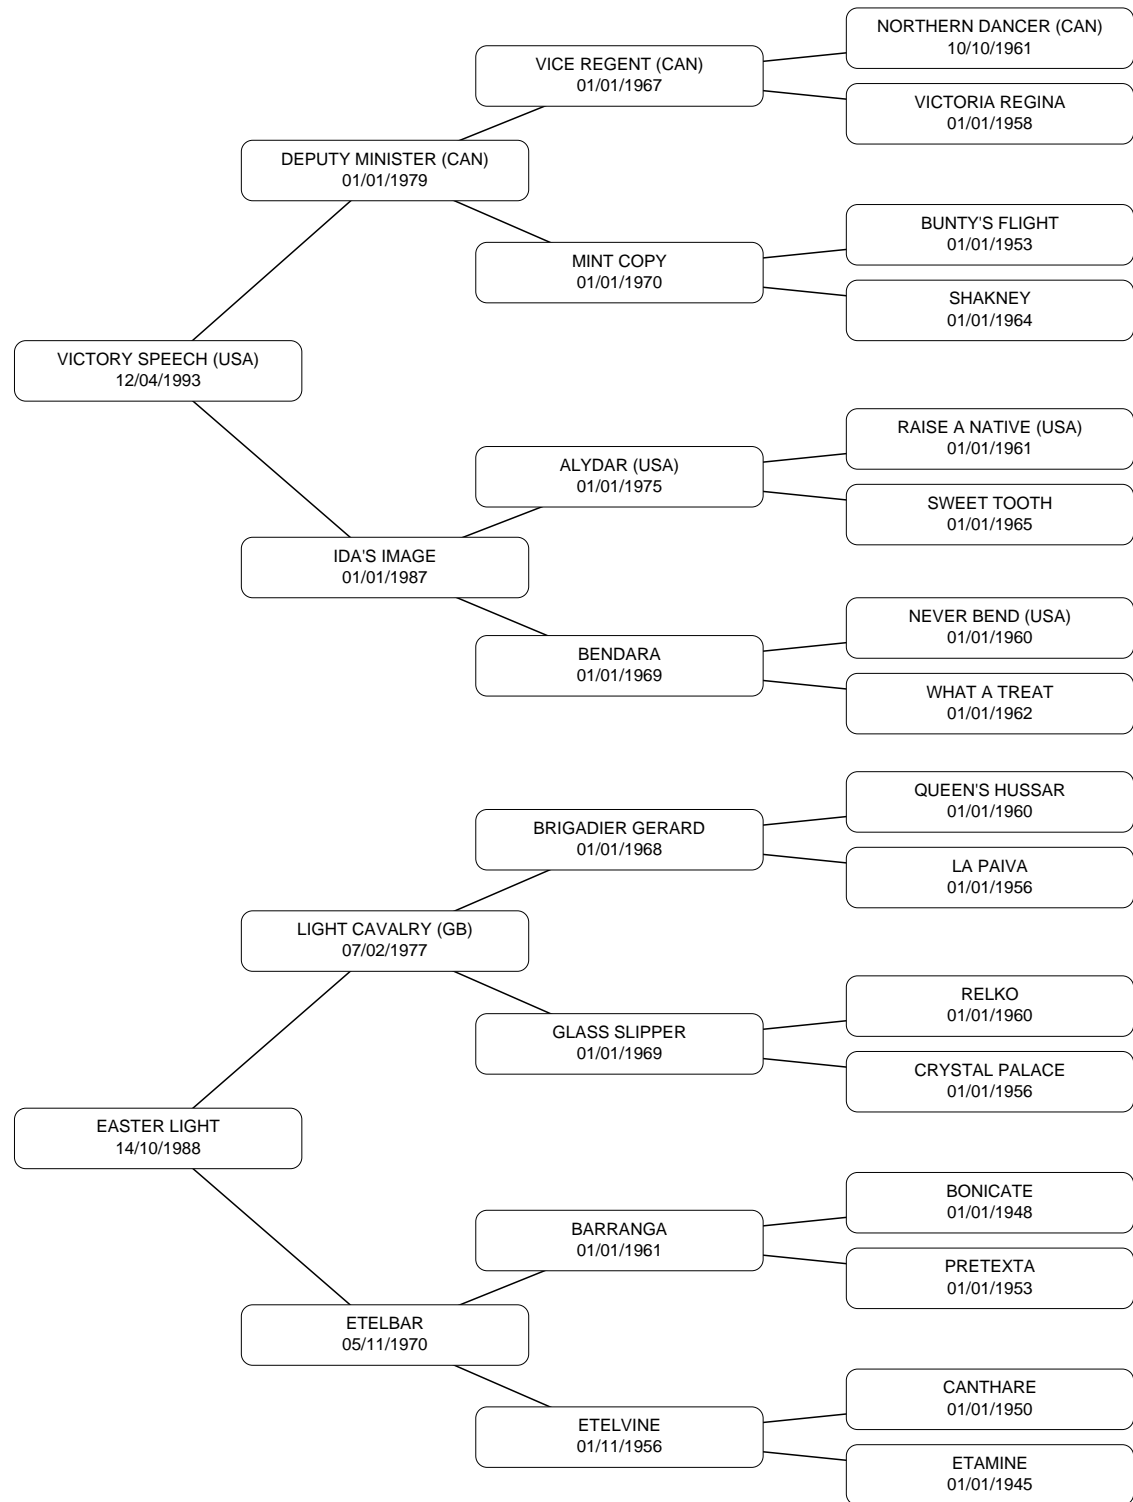 NORTHERN DANCER (CAN)
10/10/1961
VICE REGENT (CAN)
01/01/1967
VICTORIA REGINA
01/01/1958
DEPUTY MINISTER (CAN)
01/01/1979
BUNTY'S FLIGHT
01/01/1953
MINT COPY
01/01/1970
SHAKNEY
01/01/1964
VICTORY SPEECH (USA)
12/04/1993
RAISE A NATIVE (USA)
01/01/1961
ALYDAR (USA)
01/01/1975
SWEET TOOTH
01/01/1965
IDA'S IMAGE
01/01/1987
NEVER BEND (USA)
01/01/1960
BENDARA
01/01/1969
WHAT A TREAT
01/01/1962
QUEEN'S HUSSAR
01/01/1960
BRIGADIER GERARD
01/01/1968
LA PAIVA
01/01/1956
LIGHT CAVALRY (GB)
07/02/1977
RELKO
01/01/1960
GLASS SLIPPER
01/01/1969
CRYSTAL PALACE
01/01/1956
EASTER LIGHT
14/10/1988
BONICATE
01/01/1948
BARRANGA
01/01/1961
PRETEXTA
01/01/1953
ETELBAR
05/11/1970
CANTHARE
01/01/1950
ETELVINE
01/11/1956
ETAMINE
01/01/1945